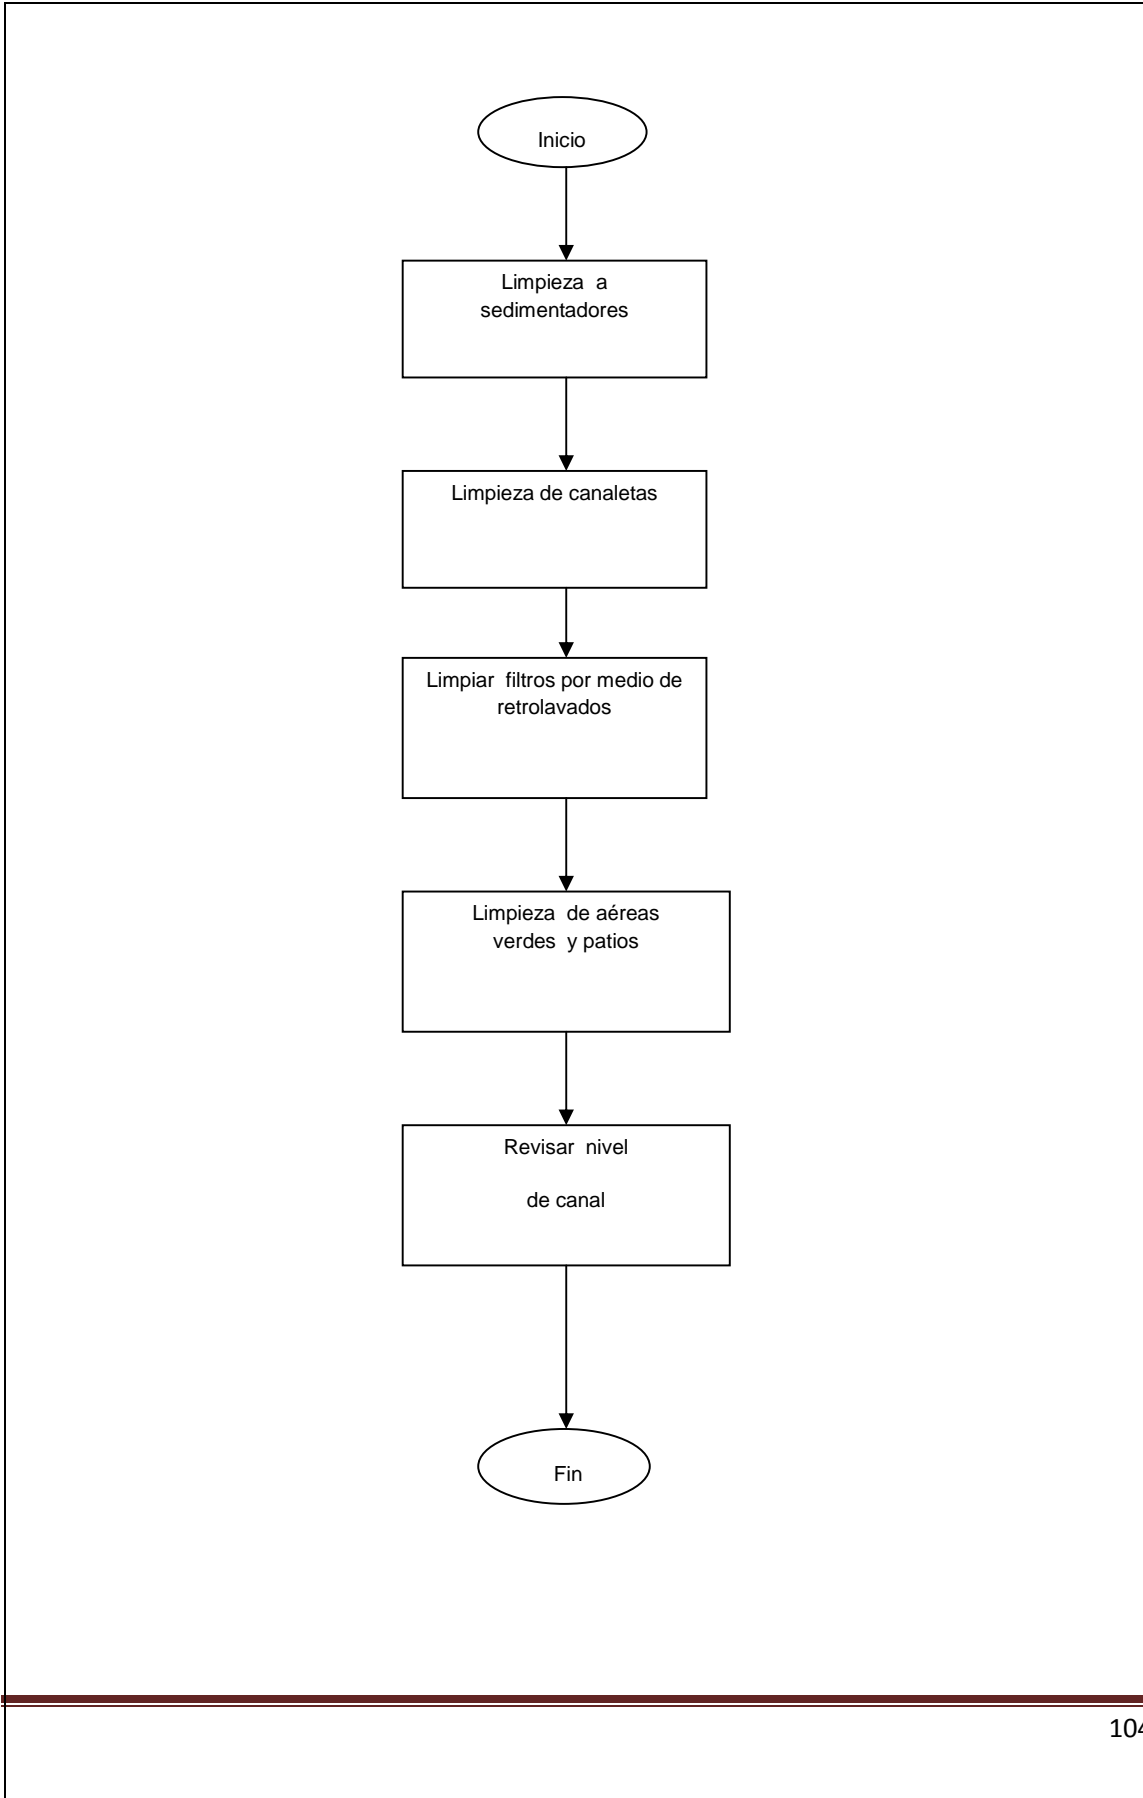 Inicio
Limpieza a
sedimentadores
Limpieza de canaletas
Limpiar filtros por medio de
retrolavados
Limpieza de aéreas
verdes y patios
Revisar nivel
de canal
Fin
104